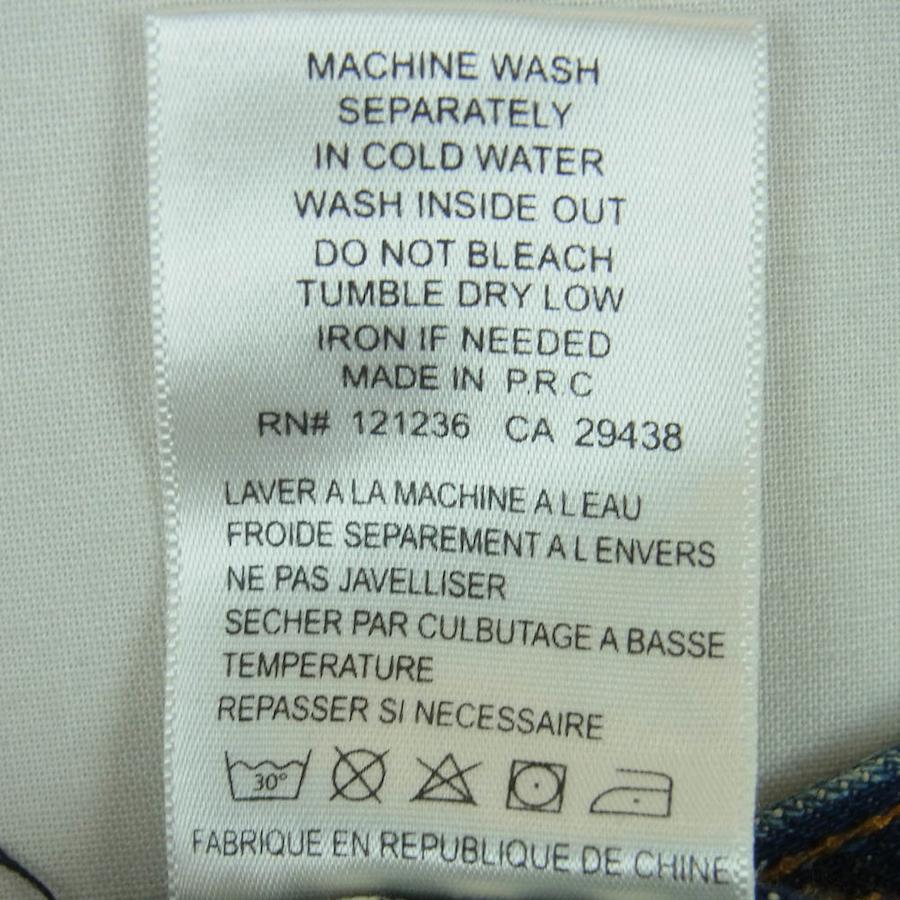 MACHINE WASH
SEPARATELY
IN COLD WATER
WASH INSIDE OUT
DO NOT BLEACH
TUMBLE DRY LOW
IRON IF NEEDED
MADE IN P.R C
RN# 121236 CA 29438
LAVER A LA MACHINE A L EAU
FROIDE SEPAREMENT A L ENVERS
NE PAS JAVELLISER
SECHER PAR CULBUTAGE A BASSE
TEMPERATURE
REPASSER SI NECESSAIRE
30°
FABRIQUE EN REPUBLIQUE DE CHINE